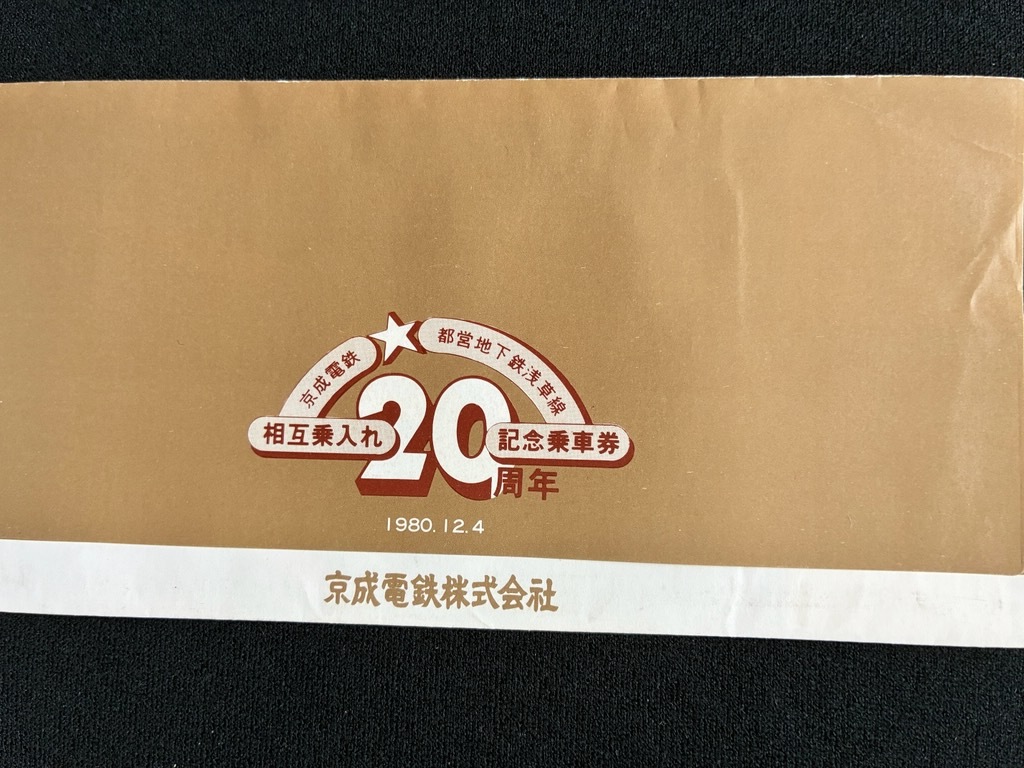 京成電鉄
都営地下鉄浅草線
相互乗入れ
20
周年
記念乗車券
1980.12.4
京成電鉄株式会社